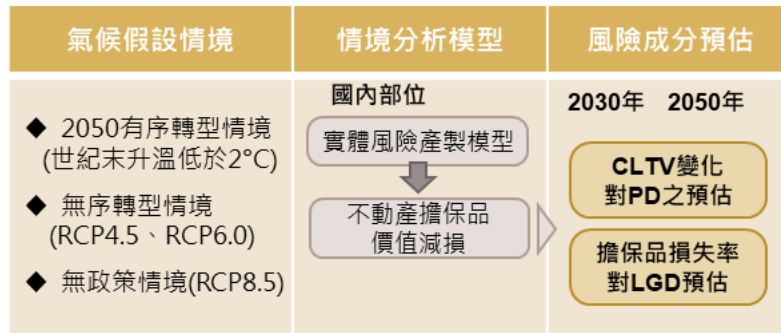 氣候假設情境
◆ 2050有序轉型情境
(世紀末升溫低於2°C)
◆ 無序轉型情境
(RCP4.5、RCP6.0)
◆ 無政策情境(RCP8.5)
情境分析模型
國內部位
實體風險產製模型
不動產擔保品
價值減損
風險成分預估
2030年 2050年
CLTV變化
對PD之預估
擔保品損失率
對LGD預估